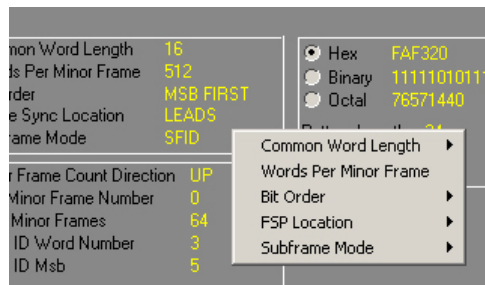 mon Word Length 16
ds Per Minor Frame 512
rder MSB FIRST
e Sync Location LEADS
rame Mode SFID
Hex FAF320
Binary 1111101011
Octal 76571440
24
Common Word Length
Words Per Minor Frame
Bit Order
FSP Location
Subframe Mode
r Frame Count Direction UP
Minor Frame Number 0
Minor Frames 64
ID Word Number 3
ID Msb 5